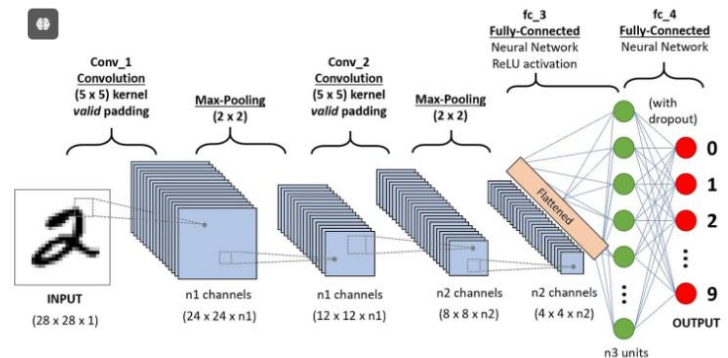 fc_3
Fully-Connected
Neural Network
ReLU activation
fc_4
Fully-Connected
Neural Network
Conv_1
Convolution
(5 x 5) kernel
valid padding
Max-Pooling
(2 x 2)
Conv_2
Convolution
(5 x 5) kernel
valid padding
Max-Pooling
(2 x 2)
(with
dropout)
2
Flattened
0
1
2
9
INPUT
(28 x 28 x 1)
n1 channels
(24 x 24 x n1)
n1 channels
(12 x 12 x n1)
n2 channels
(8 x 8 x n2)
n2 channels
(4 x 4 x n2)
OUTPUT
n3 units